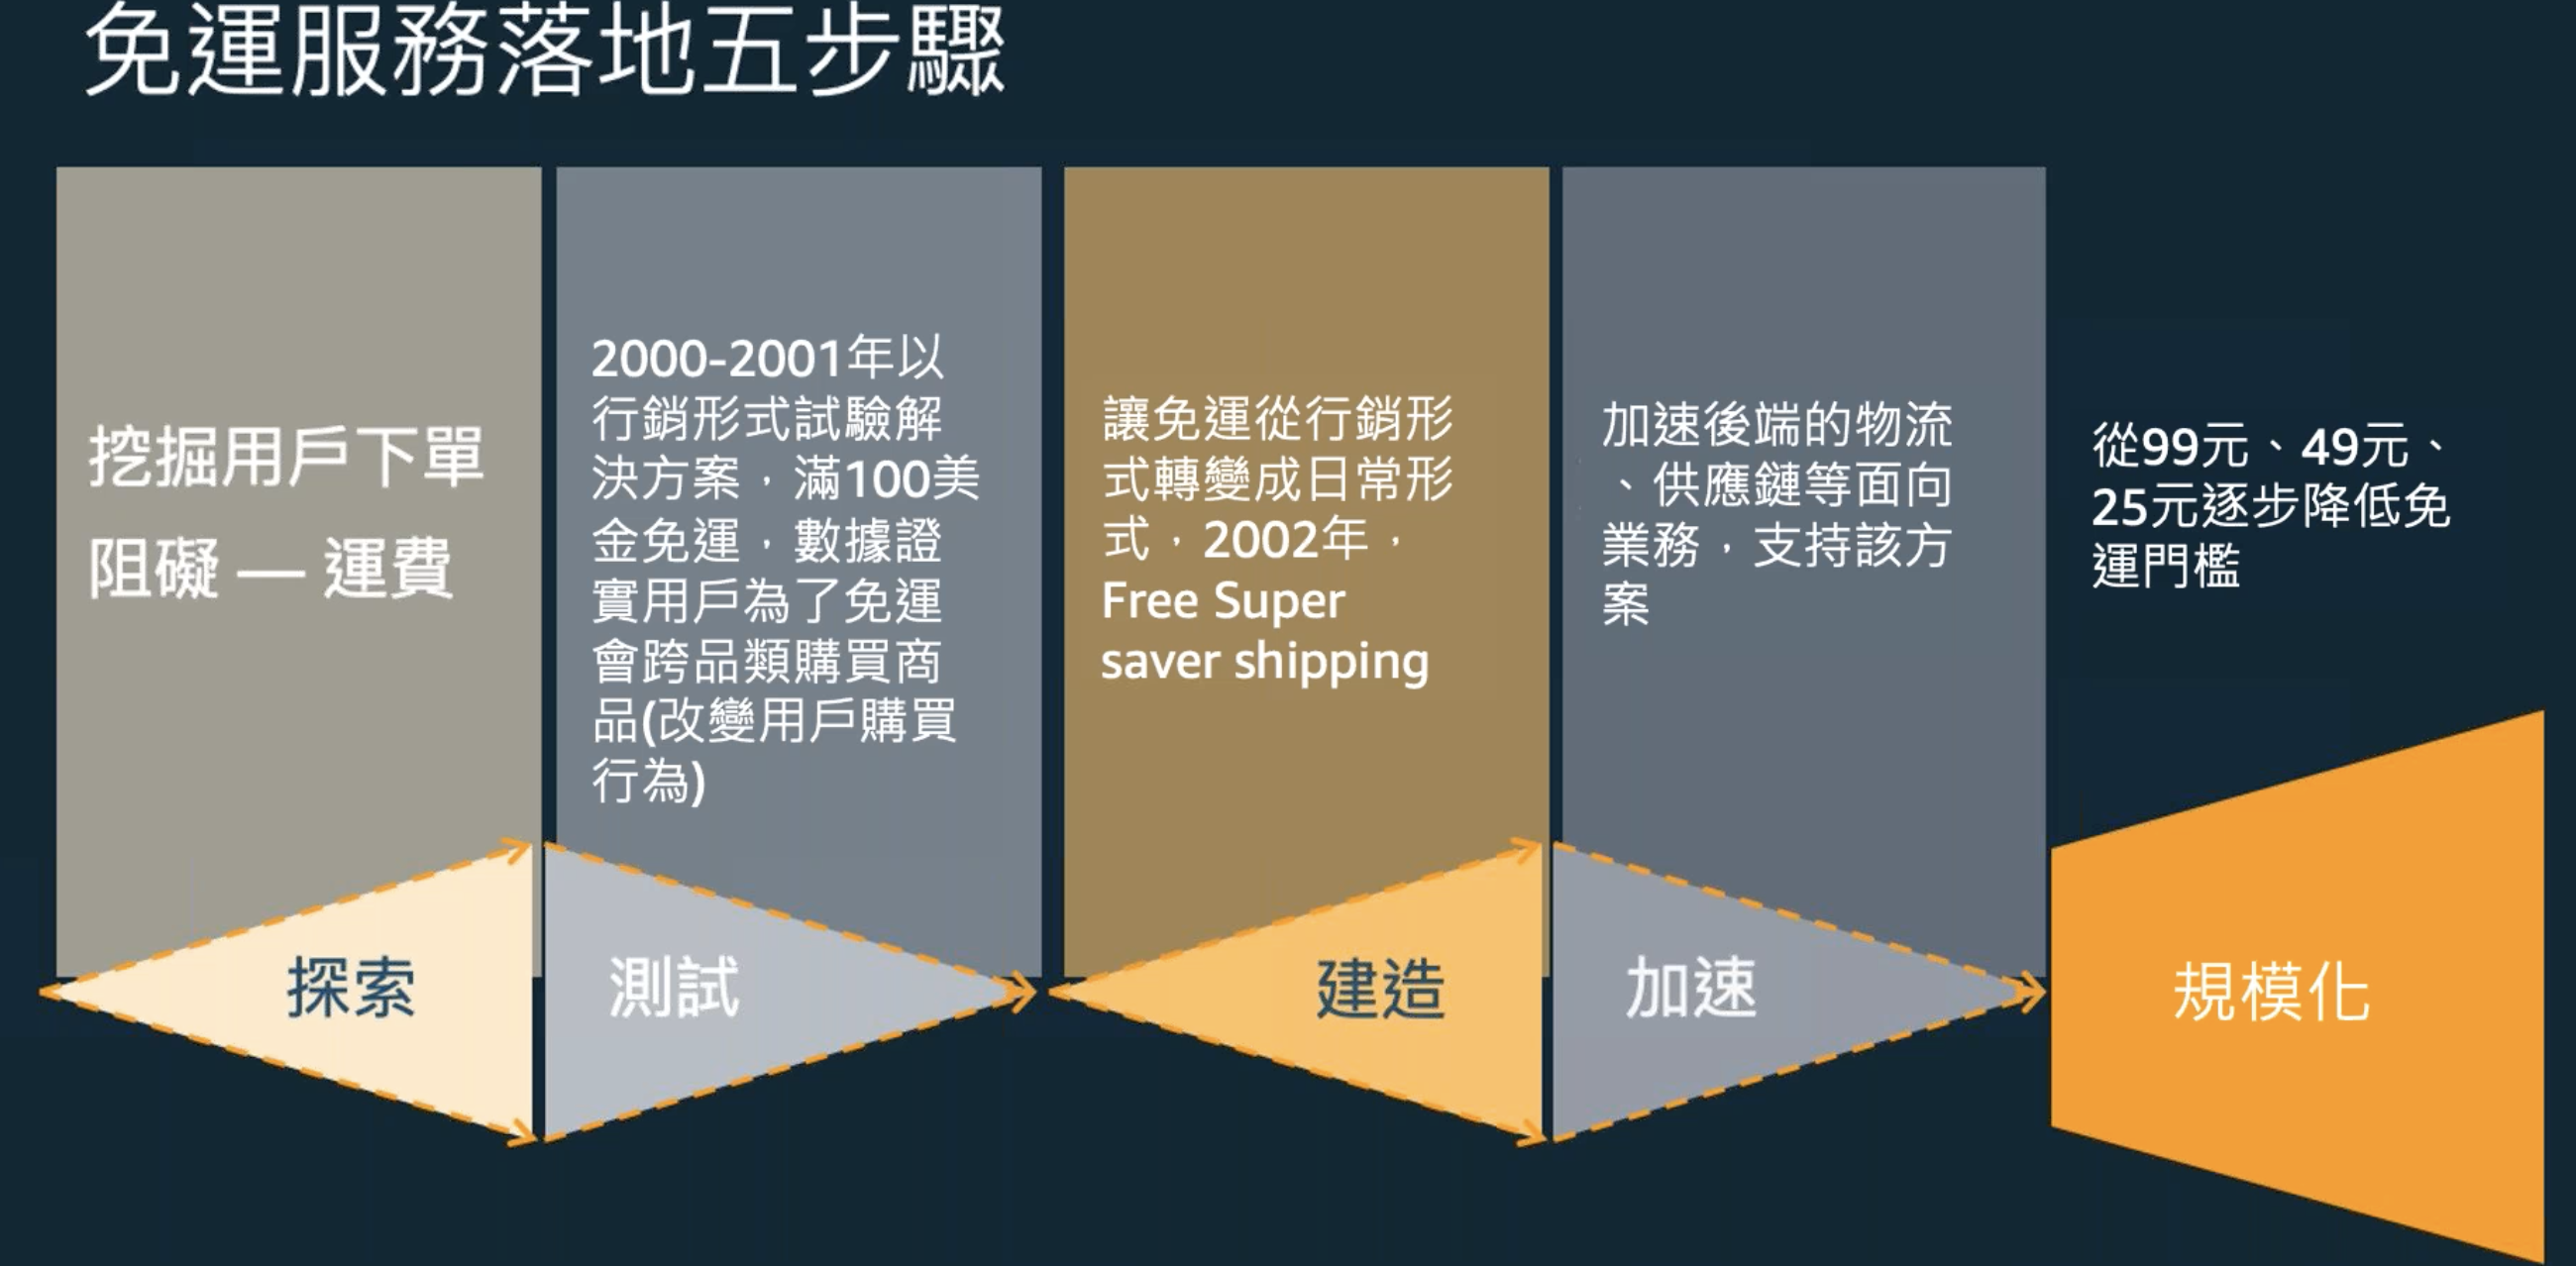 免運服務落地五步驟
挖掘用戶下單
阻礙 — 運費
2000-2001年以
行銷形式試驗解
決方案，滿100美
金免運，數據證
實用戶為了免運
會跨品類購買商
品(改變用戶購買
行為)
讓免運從行銷形
式轉變成日常形
式，2002年，
Free Super
saver shipping
加速後端的物流
、供應鏈等面向
業務，支持該方
案
從99元、49元、
25元逐步降低免
運門檻
探索
測試
建造
加速
規模化